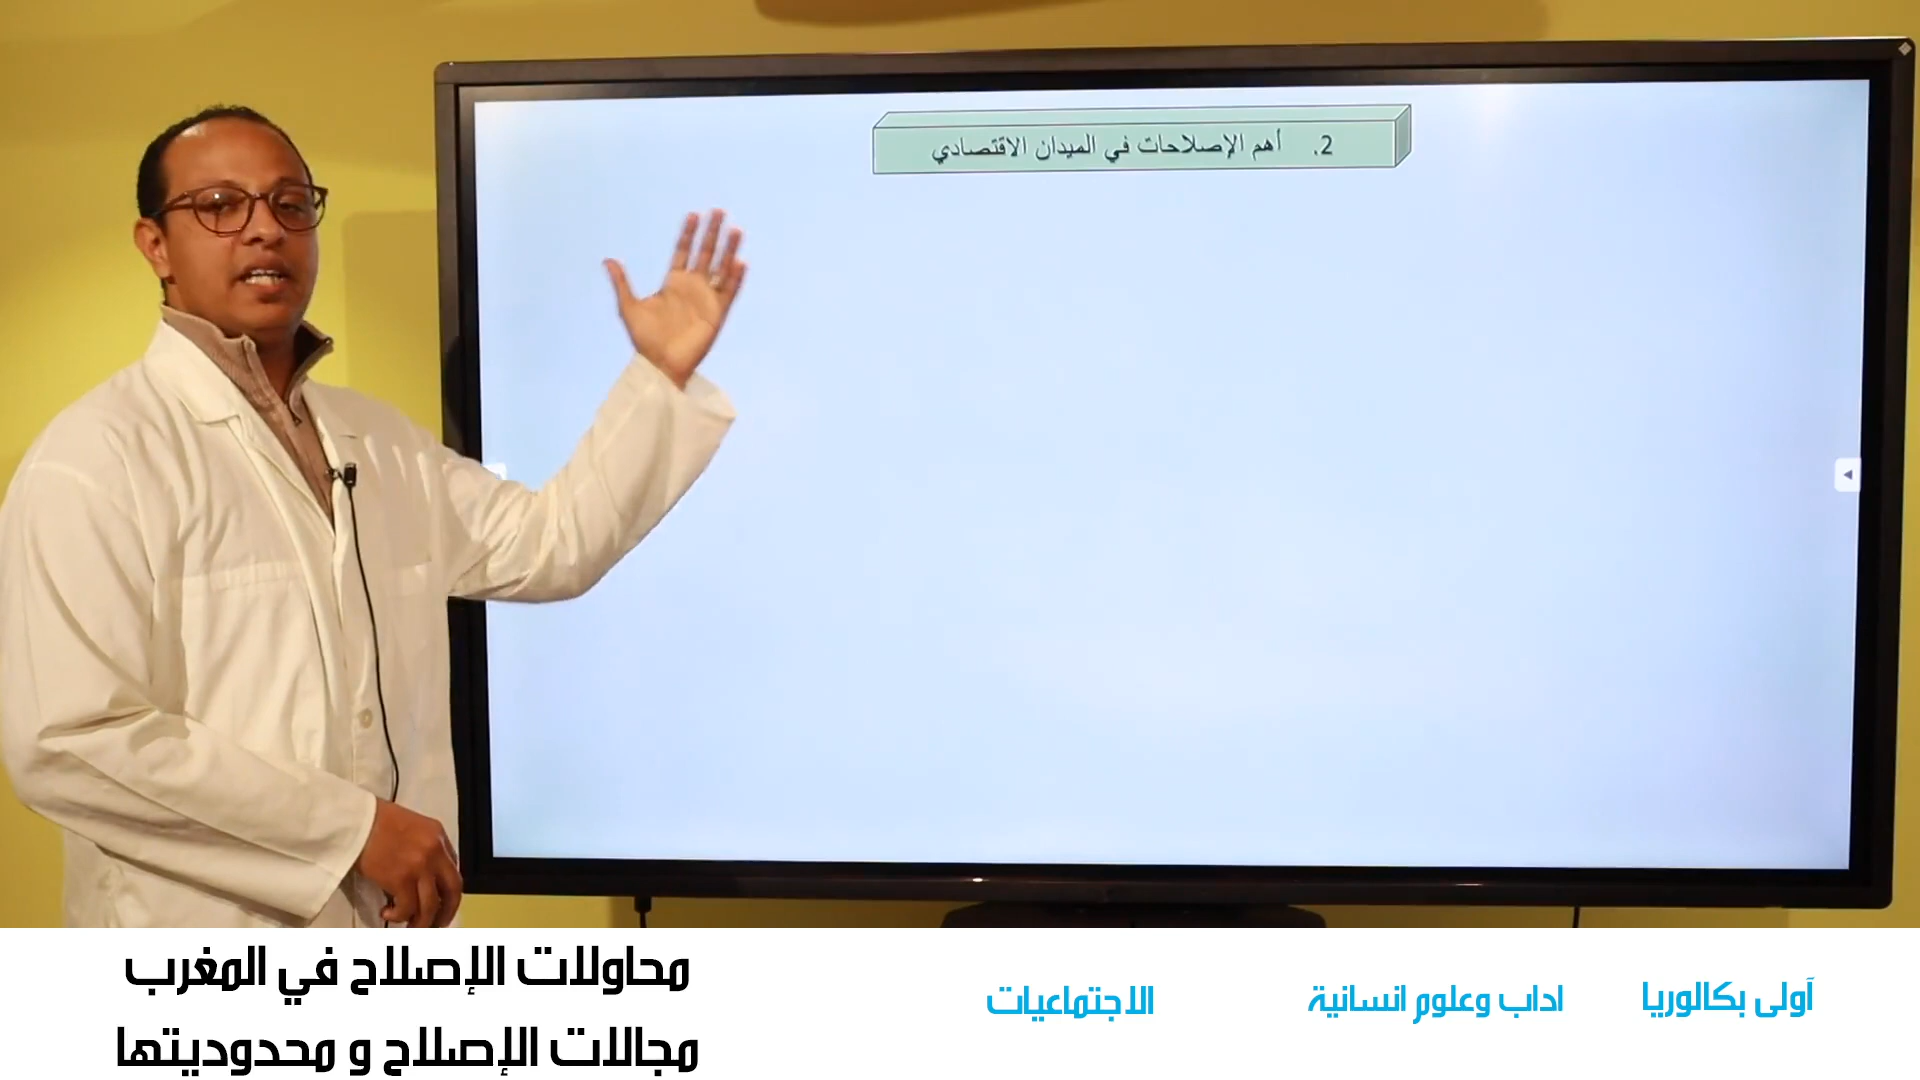 2. أهم الإصلاحات في الميدان الاقتصادي
محاولات الإصلاح في المغرب
مجالات الإصلاح و محدوديتها
أولى بكالوريا
اداب وعلوم انسانية
الاجتماعيات